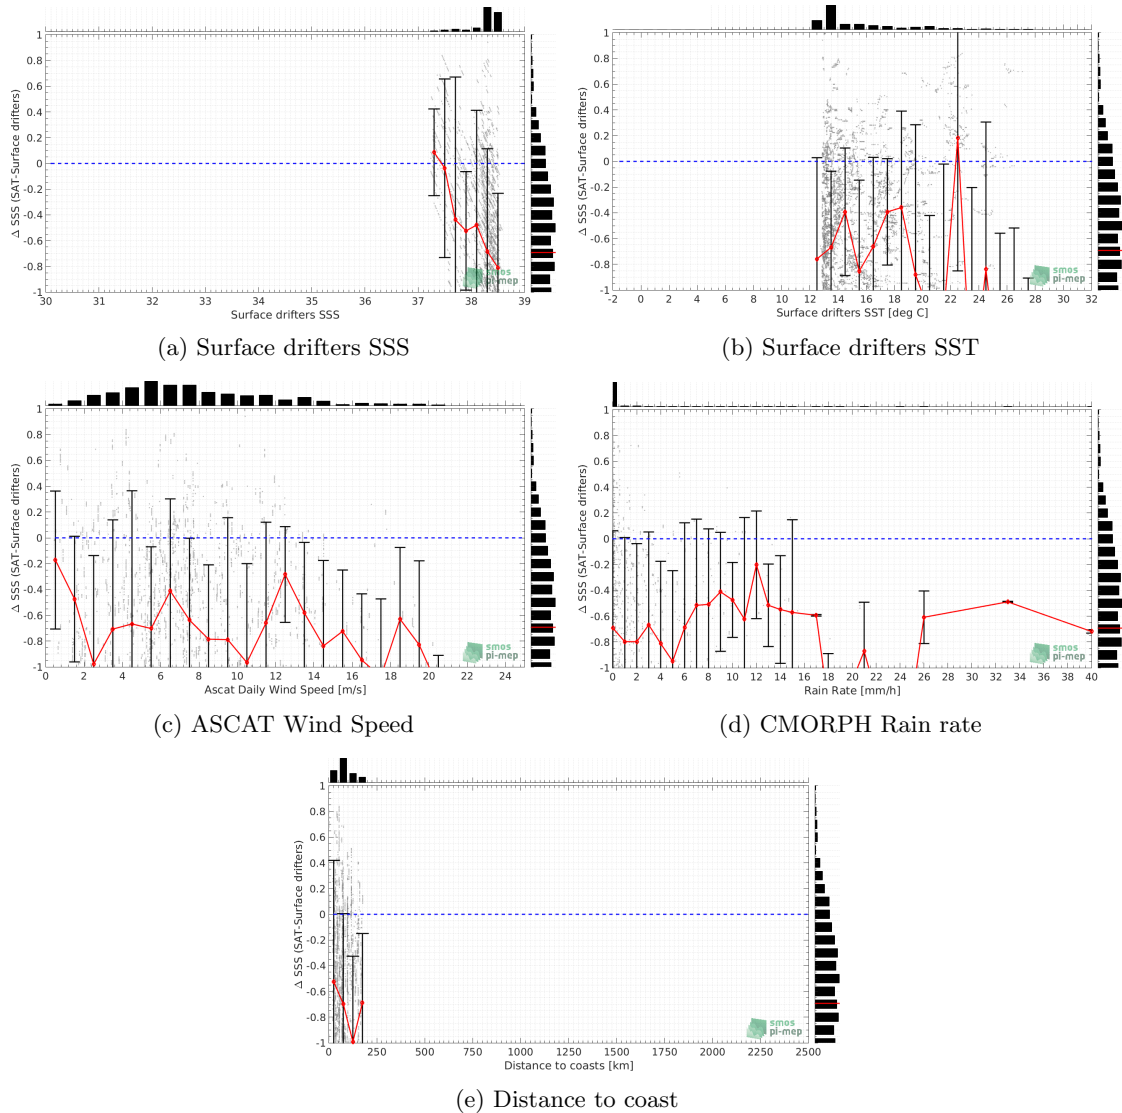 1
0.8
0.6
0.4
0.2
0
-0.2
-0.4
-0.6
-0.8
-1
Δ SSS (SAT-Surface drifters)
30 30 31 32 33 34 35 36 37 38 39
smos
pi-mep
Surface drifters SSS
(a) Surface drifters SSS
1
0.8
0.6
0.4
0.2
0
-0.2
-0.4
-0.6
-0.8
-1
Δ SSS (SAT-Surface drifters)
-2 0 2 4 6 8 10 12 14 16 18 20 22 24 26 28 30 32
smos
pi-mep
Surface drifters SST [deg C]
(b) Surface drifters SST
1
0.8
0.6
0.4
0.2
0
-0.2
-0.4
-0.6
-0.8
-1
Δ SSS (SAT-Surface drifters)
0 2 4 6 8 10 12 14 16 18 20 22 24
smos
pi-mep
Ascat Daily Wind Speed [m/s]
(c) ASCAT Wind Speed
1
0.8
0.6
0.4
0.2
0
-0.2
-0.4
-0.6
-0.8
-1
Δ SSS (SAT-Surface drifters)
0 2 4 6 8 10 12 14 16 18 20 22 24 26 28 30 32 34 36 38 40
smos
pi-mep
Rain Rate [mm/h]
(d) CMORPH Rain rate
1
0.8
0.6
0.4
0.2
0
-0.2
-0.4
-0.6
-0.8
-1
Δ SSS (SAT-Surface drifters)
0 250 500 750 1000 1250 1500 1750 2000 2250 2500
smos
pi-mep
Distance to coasts [km]
(e) Distance to coast